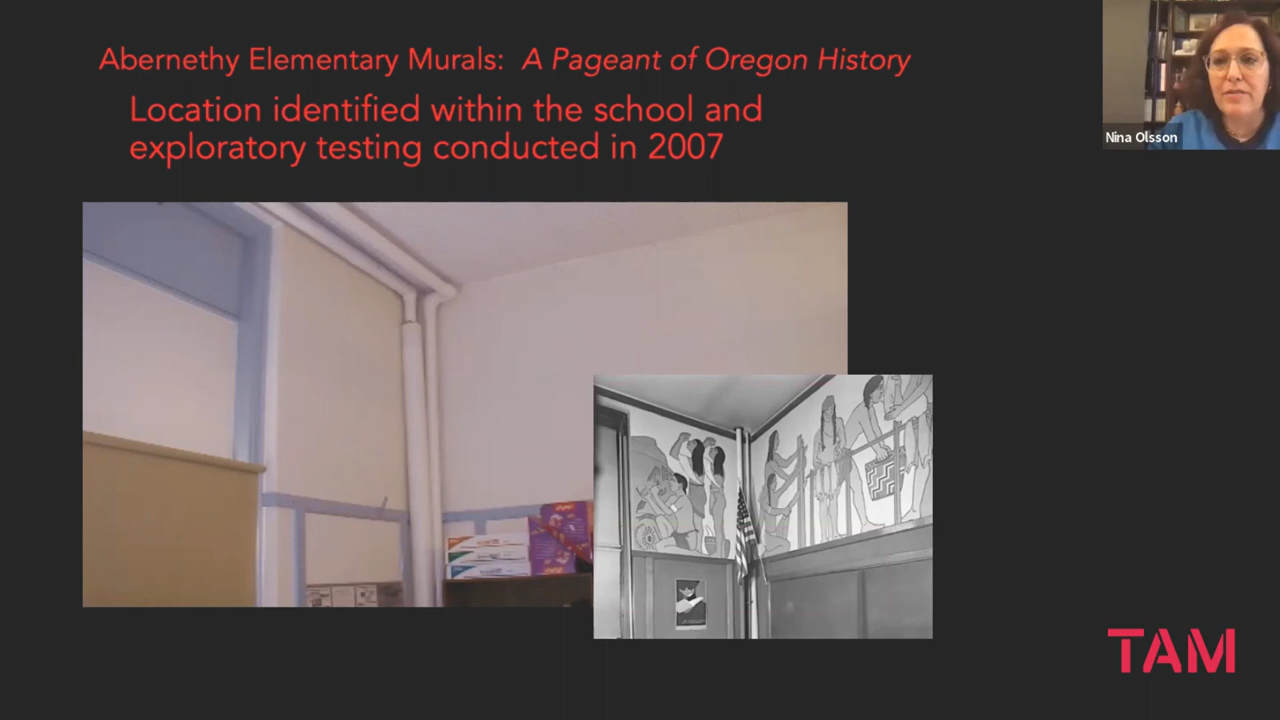 Abernethy Elementary Murals: A Pageant of Oregon History
Location identified within the school and
exploratory testing conducted in 2007
Nina Olsson
TAM